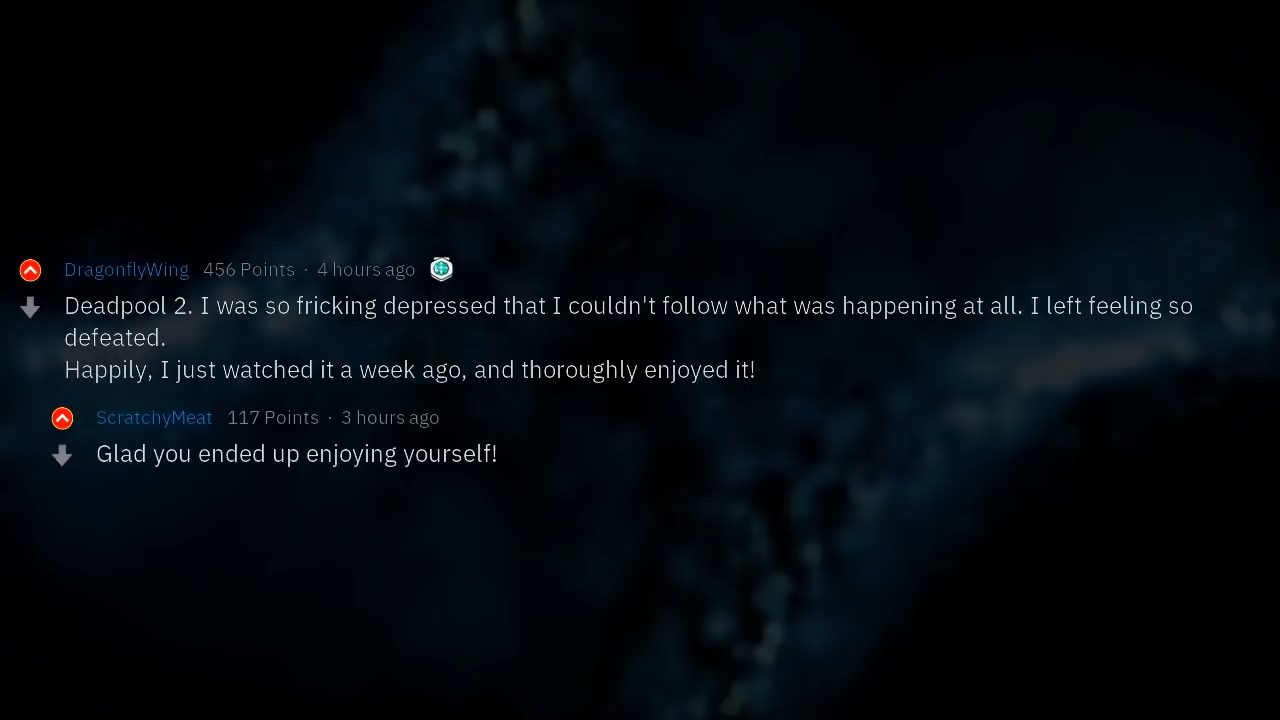 DragonflyWing 456 Points · 4 hours ago
Deadpool 2. I was so fricking depressed that I couldn't follow what was happening at all. I left feeling so
defeated.
Happily, I just watched it a week ago, and thoroughly enjoyed it!
ScratchyMeat 117 Points · 3 hours ago
Glad you ended up enjoying yourself!